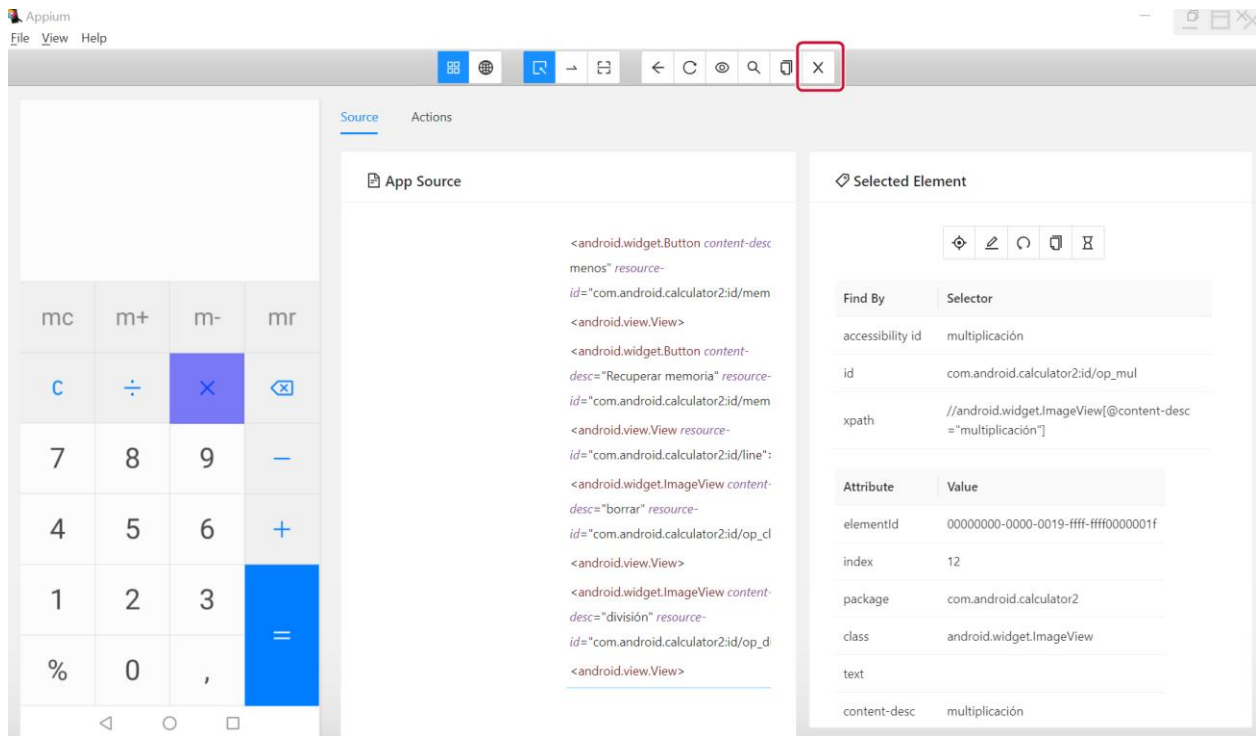 Appium
File View Help
Source Actions
App Source
<android.widget.Button content-desc
menos" resource-
id="com.android.calculator2:id/mem
<android.view.View>
<android.widget.Button content-
desc="Recuperar memoria" resource-
id="com.android.calculator2:id/mem
<android.view.View resource-
id="com.android.calculator2:id/line":
<android.widget.ImageView content-
desc="borrar" resource-
id="com.android.calculator2:id/op_cl
<android.view.View>
<android.widget.ImageView content-
desc="división" resource-
id="com.android.calculator2:id/op_di
<android.view.View>
Selected Element
Find By Selector
accessibility id multiplicación
id com.android.calculator2:id/op_mul
xpath //android.widget.ImageView[@content-desc
="multiplicación"]
Attribute Value
elementId 00000000-0000-0019-ffff-ffff0000001f
index 12
package com.android.calculator2
class android.widget.ImageView
text
content-desc multiplicación
mc m+ m- mr
C ÷ ×
7 8 9 −
4 5 6 +
1 2 3
=
% 0 ,